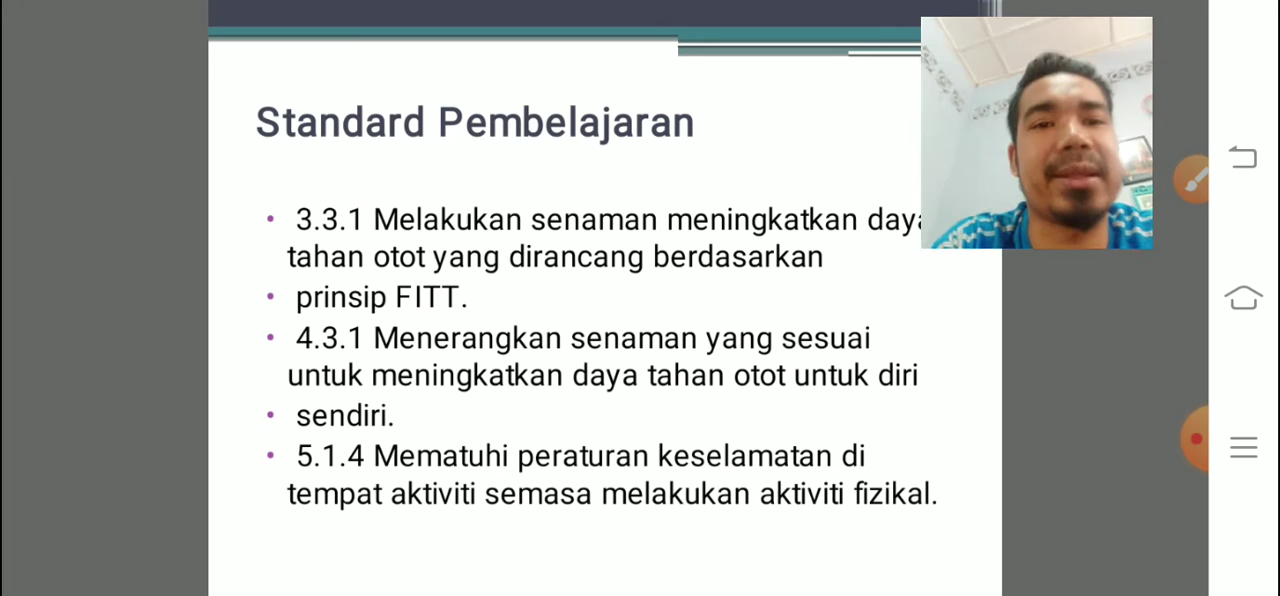 Standard Pembelajaran
• 3.3.1 Melakukan senaman meningkatkan daya
tahan otot yang dirancang berdasarkan
• prinsip FITT.
• 4.3.1 Menerangkan senaman yang sesuai
untuk meningkatkan daya tahan otot untuk diri
• sendiri.
• 5.1.4 Mematuhi peraturan keselamatan di
tempat aktiviti semasa melakukan aktiviti fizikal.